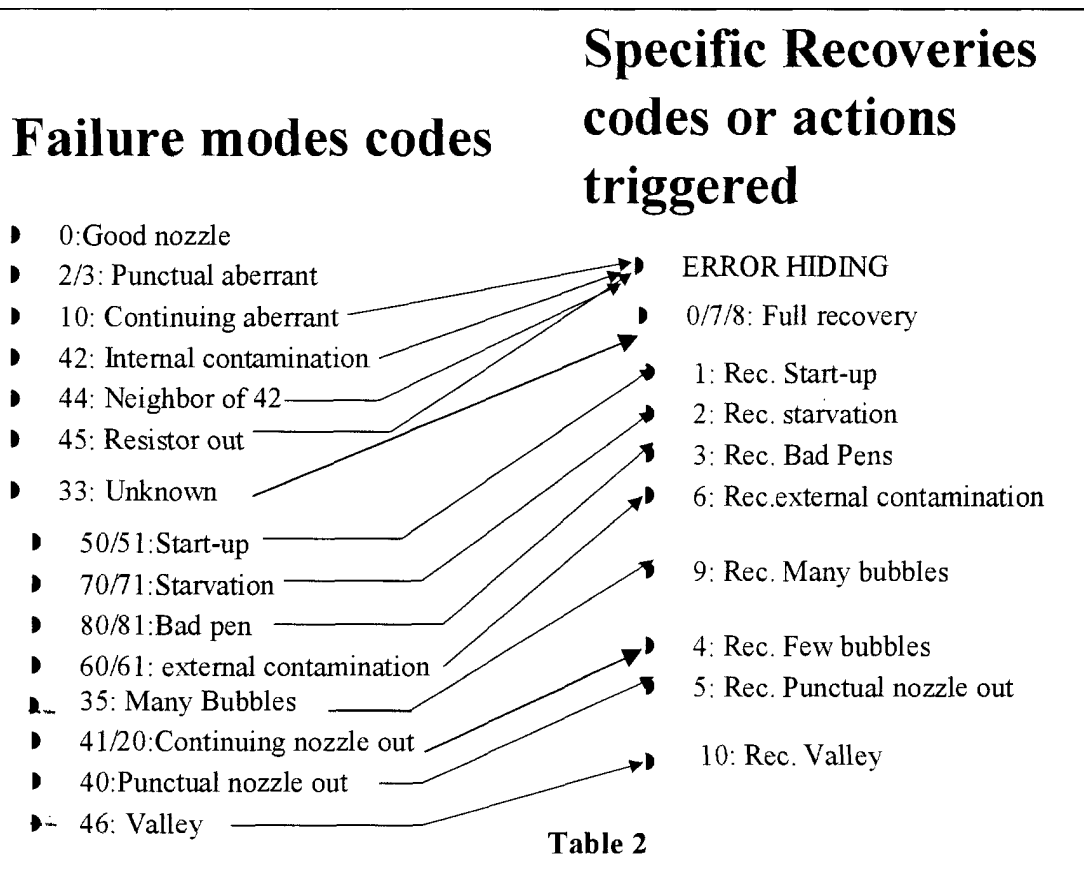 Failure modes codes
0:Good nozzle
2/3: Punctual aberrant
10: Continuing aberrant
42: Internal contamination
44: Neighbor of 42
45: Resistor out
33: Unknown
50/51:Start-up
70/71:Starvation
80/81:Bad pen
60/61: external contamination
35: Many Bubbles
41/20:Continuing nozzle out
40:Punctual nozzle out
46: Valley
Specific Recoveries
codes or actions
triggered
ERROR HIDING
0/7/8: Full recovery
1: Rec. Start-up
2: Rec. starvation
3: Rec. Bad Pens
6: Rec.external contamination
9: Rec. Many bubbles
4: Rec. Few bubbles
5: Rec. Punctual nozzle out
10: Rec. Valley
Table 2